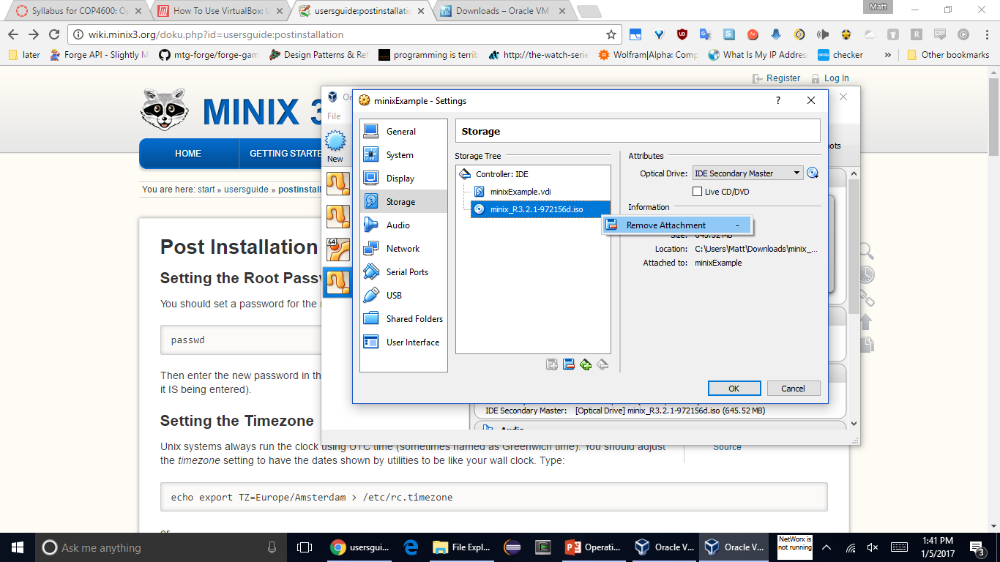 Syllabus for COP4600: Op
How To Use VirtualBox: U
usersguide:postinstallatio
Downloads – Oracle VM
Matt
wiki.minix3.org/doku.php?id=usersguide:postinstallation
later
Forge API - Slightly M
mtg-forge/forge-gam
Design Patterns & Ref
programming is terrib
http://the-watch-serie
Wolfram|Alpha: Comp
What Is My IP Address
checker
»
Other bookmarks
Register
Log In
MINIX 3
HOME
GETTING STARTE
You are here: start » usersguide » postinstall
Post Installation
Setting the Root Passw
You should set a password for the
passwd
Then enter the new password in th
it IS being entered).
Setting the Timezone
Unix systems always run the clock using UTC time (sometimes named as Greenwich time). You should adjust
the timezone setting to have the dates shown by utilities to be like your wall clock. Type:
echo export TZ=Europe/Amsterdam > /etc/rc.timezone
or
Source
Or
File
New
64
hots
IDE Secondary Master: [Optical Drive] minix_R3.2.1-972156d.iso (645.52 MB)
Audio
minixExample - Settings
?
General
System
Display
Storage
Audio
Network
Serial Ports
USB
Shared Folders
User Interface
Storage
Storage Tree
Controller: IDE
minixExample.vdi
minix_R3.2.1-972156d.iso
Attributes
Optical Drive: IDE Secondary Master
Live CD/DVD
Information
Remove Attachment -
Size: 645.52 MB
Location: C:\Users\Matt\Downloads\minix_...
Attached to: minixExample
OK
Cancel
Ask me anything
usersgui...
File Expl...
Operati...
Oracle V...
Oracle V...
NetWorx is
not running
1:41 PM
1/5/2017
3